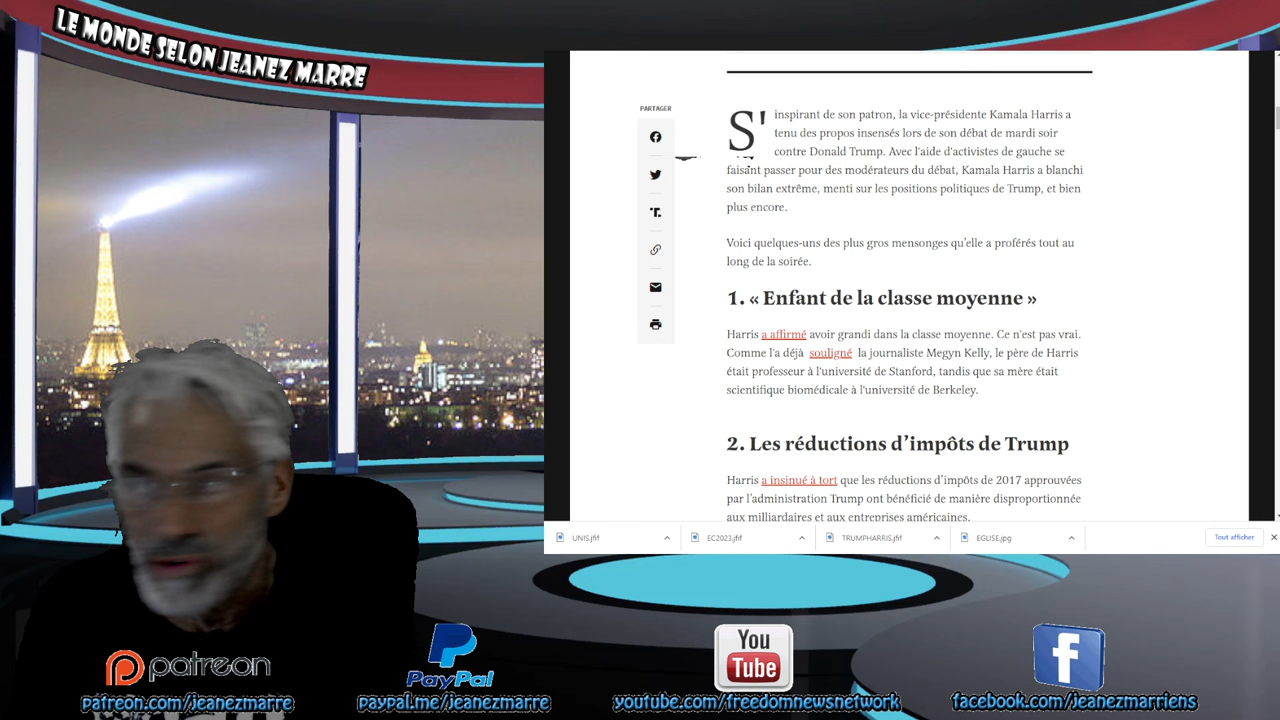 LE MONDE SELON JEANEZ MARRE
PARTAGER
S'inspirant de son patron, la vice-présidente Kamala Harris a
tenu des propos insensés lors de son débat de mardi soir
contre Donald Trump. Avec l'aide d'activistes de gauche se
faisant passer pour des modérateurs du débat, Kamala Harris a blanchi
son bilan extrême, menti sur les positions politiques de Trump, et bien
plus encore.
Voici quelques-uns des plus gros mensonges qu'elle a proférés tout au
long de la soirée.
1. « Enfant de la classe moyenne »
Harris a affirmé avoir grandi dans la classe moyenne. Ce n'est pas vrai.
Comme l'a déjà souligné la journaliste Megyn Kelly, le père de Harris
était professeur à l'université de Stanford, tandis que sa mère était
scientifique biomédicale à l'université de Berkeley.
2. Les réductions d'impôts de Trump
Harris a insinué à tort que les réductions d'impôts de 2017 approuvées
par l'administration Trump ont bénéficié de manière disproportionnée
aux milliardaires et aux entreprises américaines.
UNIS.jfif
EC2023.jfif
TRUMPHARRIS.jfif
EGLISE.jpg
Tout afficher
patreon
PayPal
You
Tube
f
patreon.com/jeanezmarre
paypal.me/jeanezmarre
youtube.com/freedomnewsnetwork
facebook.com/jeanezmarriens